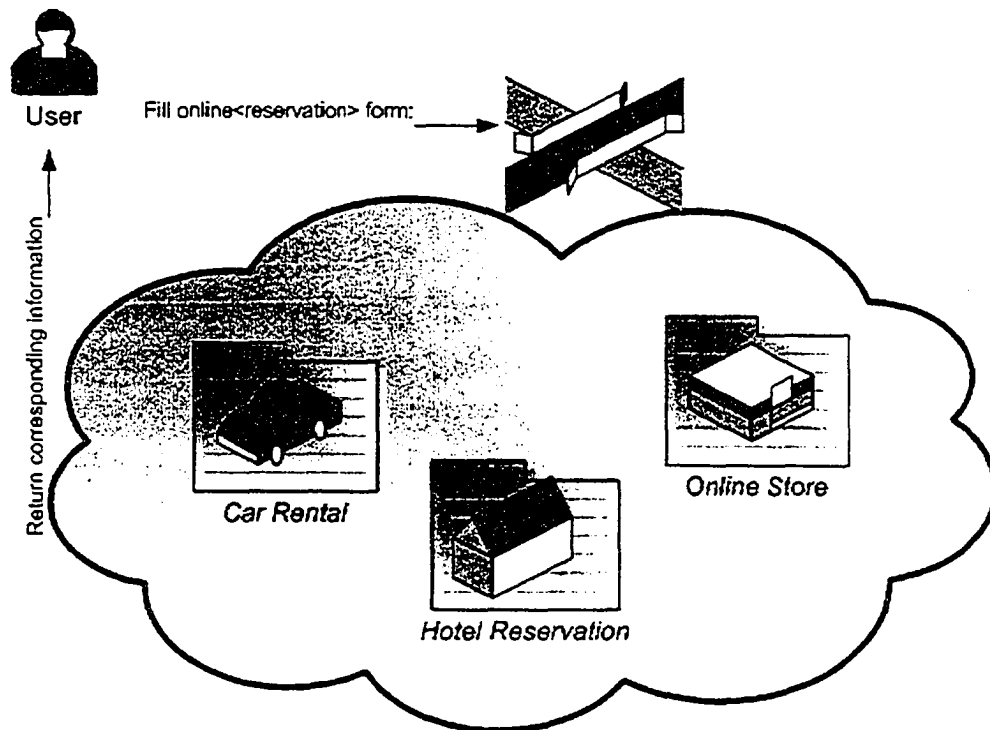 User
Fill online<reservation> form:
Return corresponding Information
Online Store
Car Rental
Hotel Reservation